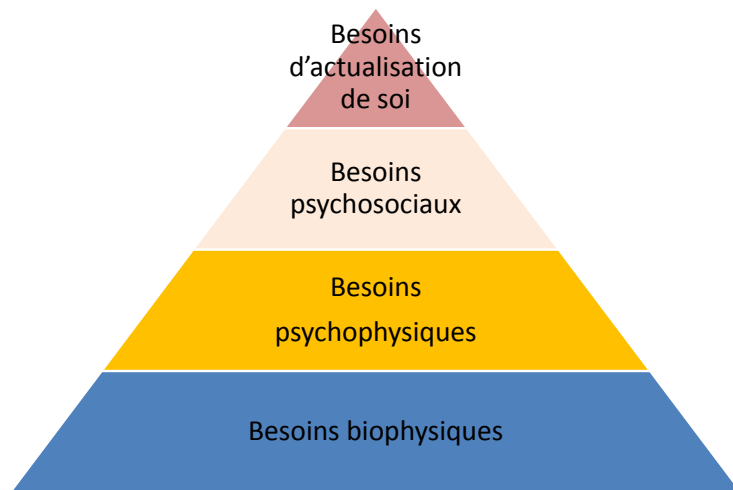 Besoins
d’actualisation
de soi
Besoins
psychosociaux
Besoins
psychophysiques
Besoins biophysiques